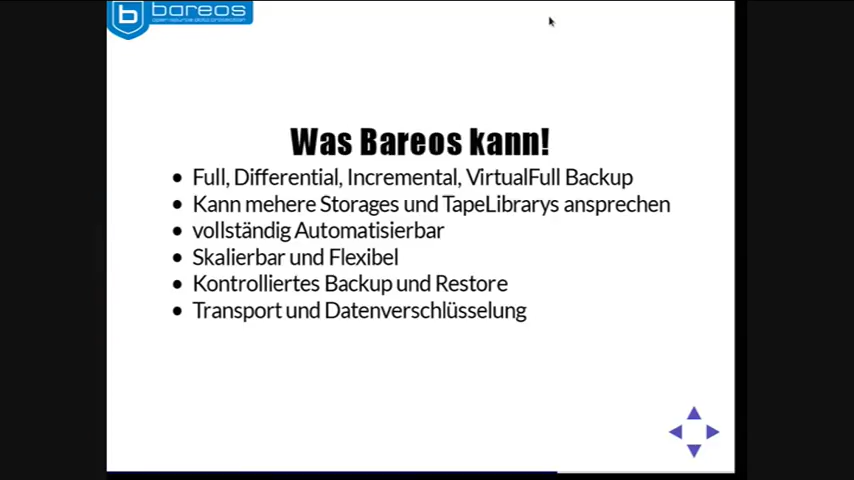 bareos
Was Bareos kann!
• Full, Differential, Incremental, VirtualFull Backup
• Kann mehere Storages und TapeLibrarys ansprechen
• vollständig Automatisierbar
• Skalierbar und Flexibel
• Kontrolliertes Backup und Restore
• Transport und Datenverschlüsselung